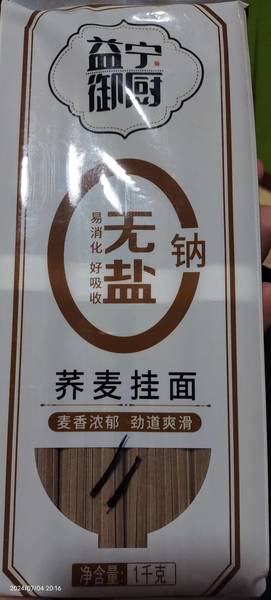 益宁
御厨
易消化 好吸收
无盐
钠
荞麦挂面
麦香浓郁 劲道爽滑
净含量：1千克
2024/07/04 20:16